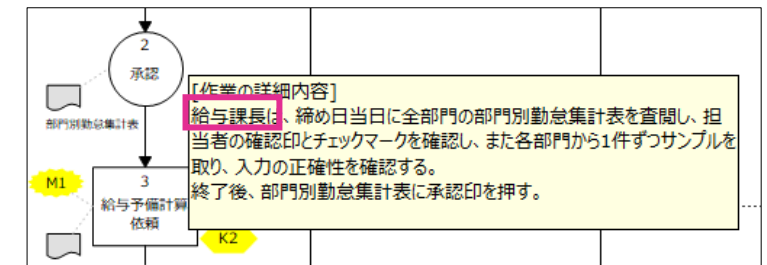 2
承認
部門別勤怠集計表
[作業の詳細内容]
給与課長は、締め日当日に全部門の部門別勤怠集計表を査閲し、担
当者の確認印とチェックマークを確認し、また各部門から1件ずつサンプルを
取り、入力の正確性を確認する。
終了後、部門別勤怠集計表に承認印を押す。
M1
3
給与予備計算
依頼
K2